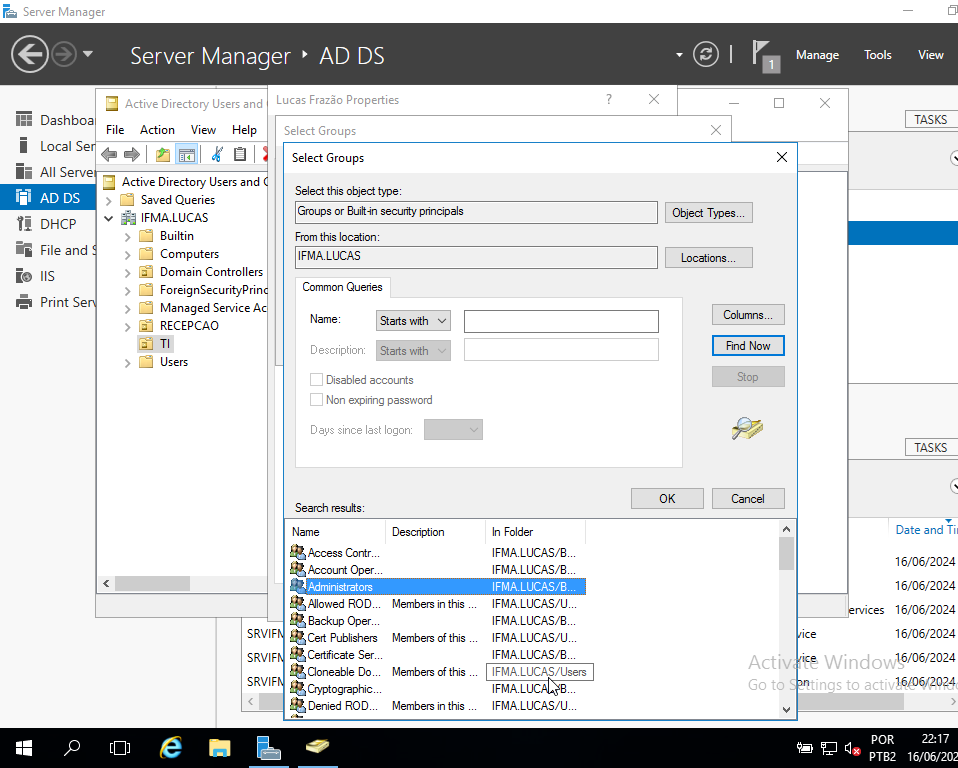 Server Manager
Server Manager ‣ AD DS
1
Manage Tools View
Dashboa
Local Ser
All Server
AD DS
DHCP
File and S
IIS
Print Serv
Active Directory Users and
File Action View Help
Active Directory Users and C
Saved Queries
IFMA.LUCAS
Builtin
Computers
Domain Controllers
ForeignSecurityPrinc
Managed Service Ac
RECEPCAO
TI
Users
Lucas Frazão Properties
?
Select Groups
Select Groups
Select this object type:
Groups or Built-in security principals
Object Types...
From this location:
IFMA.LUCAS
Locations...
Common Queries
Name: Starts with
Description: Starts with
Disabled accounts
Non expiring password
Days since last logon:
Columns...
Find Now
Stop
OK Cancel
Search results:
Name Description In Folder
Access Contr... IFMA.LUCAS/B...
Account Oper... IFMA.LUCAS/B...
Administrators IFMA.LUCAS/B...
Allowed ROD... Members in this ... IFMA.LUCAS/U...
Backup Oper... IFMA.LUCAS/B...
Cert Publishers Members of this ... IFMA.LUCAS/U...
Certificate Ser... IFMA.LUCAS/B...
Cloneable Do... Members of this ... IFMA.LUCAS/Users
Cryptographic... IFMA.LUCAS/B...
Denied ROD... Members in this ... IFMA.LUCAS/U...
TASKS
TASKS
Date and Ti
16/06/2024
16/06/2024
ervices 16/06/2024
SRVIFM vice 16/06/2024
SRVIFM vice 16/06/2024
SRVIFM on 16/06/2024
Activate Windows
Go to Settings to activate Windo
POR
PTB2
22:17
16/06/202